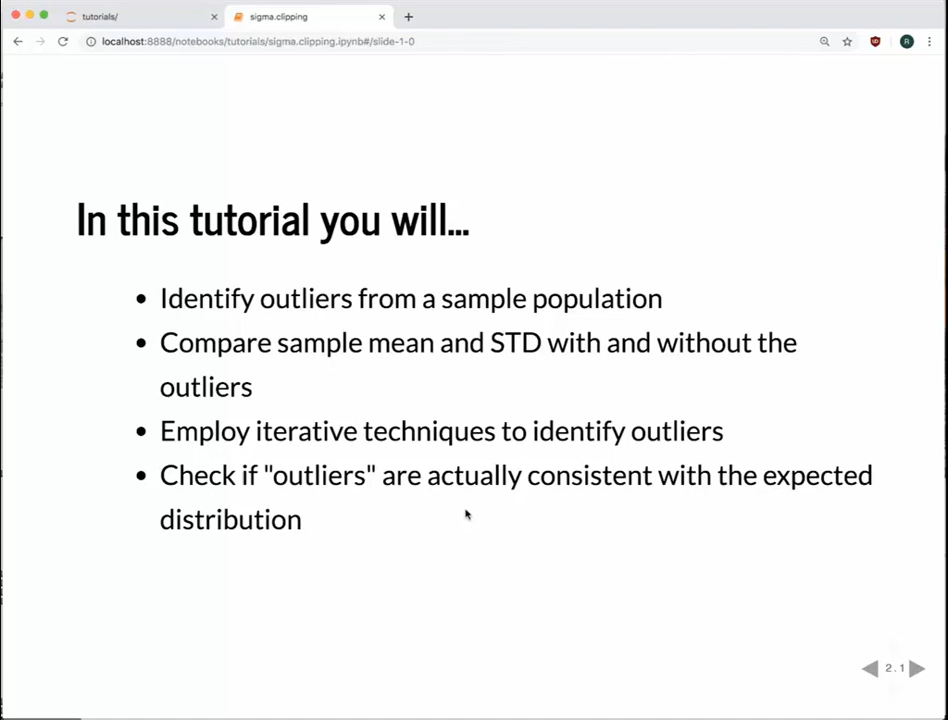 tutorials/
sigma.clipping
localhost:8888/notebooks/tutorials/sigma.clipping.ipynb#/slide-1-0
R
In this tutorial you will...
• Identify outliers from a sample population
• Compare sample mean and STD with and without the
outliers
• Employ iterative techniques to identify outliers
• Check if "outliers" are actually consistent with the expected
distribution
2.1